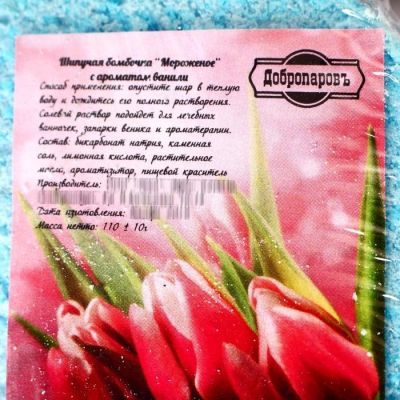 Шипучая бомбочка "Мороженое"
с ароматом ванили
Добропаровъ
Способ применения: опустите шар в теплую
воду и дождитесь его полного растворения.
Солевой раствор подойдет для лечебных
ванночек, запарки веника и ароматерапии.
Состав: бикарбонат натрия, каменная
соль, лимонная кислота, растительное
масло, ароматизатор, пищевой краситель
Производитель:
Дата изготовления:
Масса нетто: 110 ± 10г